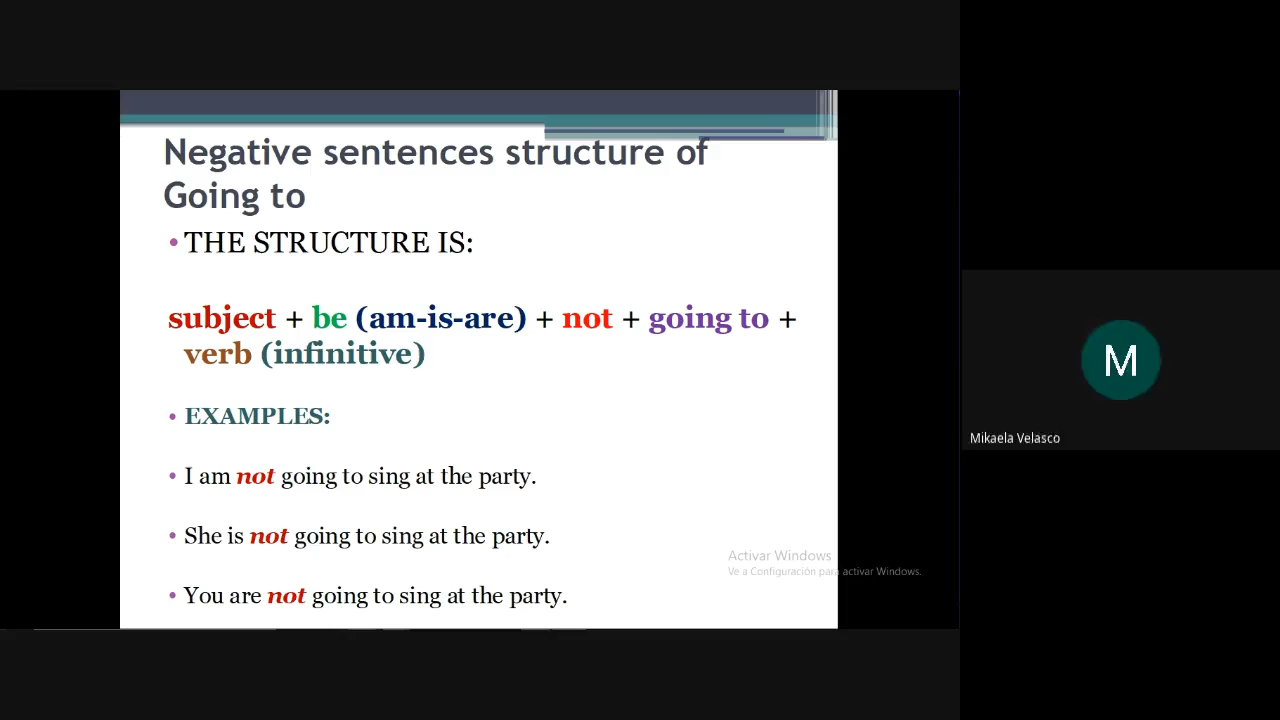 Negative sentences structure of
Going to
• THE STRUCTURE IS:
subject + be (am-is-are) + not + going to +
verb (infinitive)
• EXAMPLES:
• I am not going to sing at the party.
• She is not going to sing at the party.
• You are not going to sing at the party.
Activar Windows
Ve a Configuración para activar Windows.
M
Mikaela Velasco